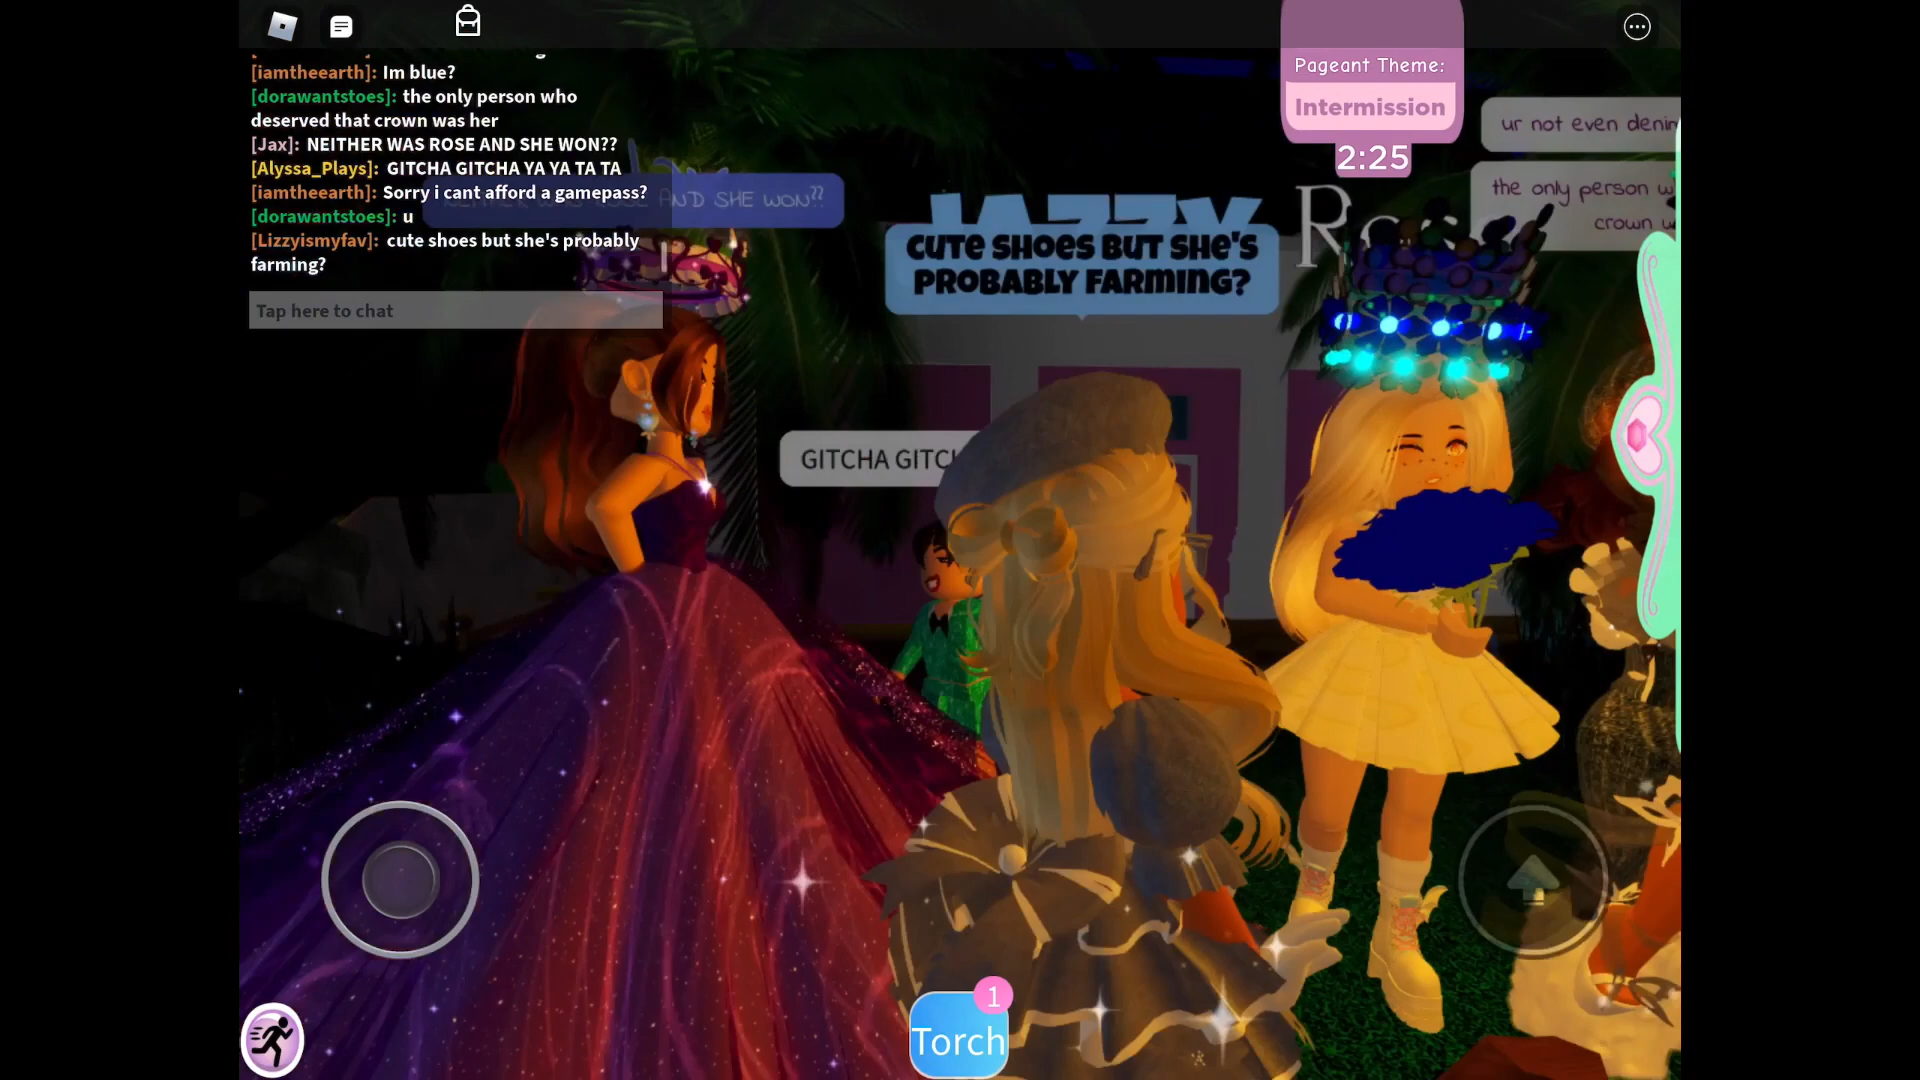 [iamtheearth]: Im blue?
[dorawantstoes]: the only person who
deserved that crown was her
[Jax]: NEITHER WAS ROSE AND SHE WON??
[Alyssa_Plays]: GITCHA GITCHA YA YA TA TA
[iamtheearth]: Sorry i cant afford a gamepass?
[dorawantstoes]: u
[Lizzyismyfav]: cute shoes but she's probably
farming?
Tap here to chat
AND SHE WON??
JAZZY
CUTE SHOES BUT SHE'S
PROBABLY FARMING?
GITCHA GITC
Pageant Theme:
Intermission
2:25
Rose
ur not even denin
the only person w
crown w
1
Torch